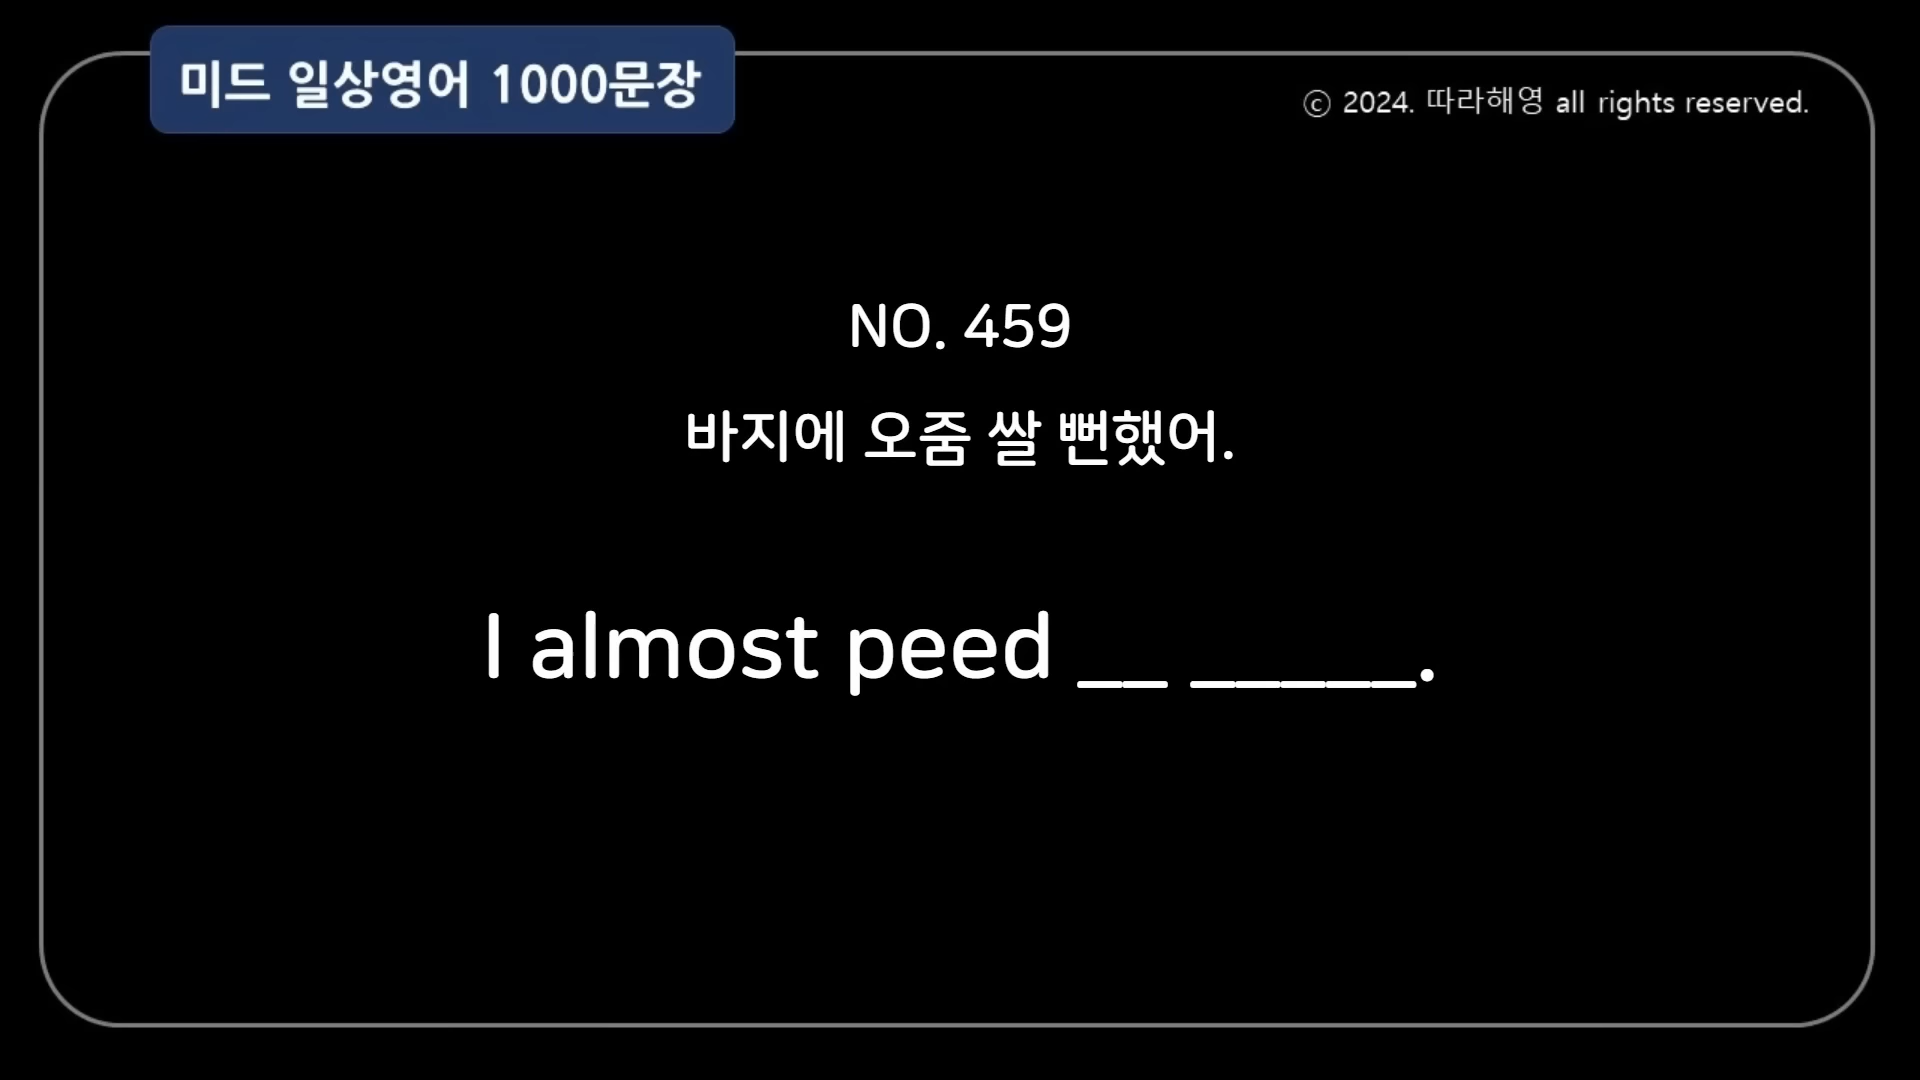 미드 일상영어 1000문장
ⓒ 2024. 따라해영 all rights reserved.
NO. 459
바지에 오줌 쌀 뻔했어.
I almost peed __ _____.